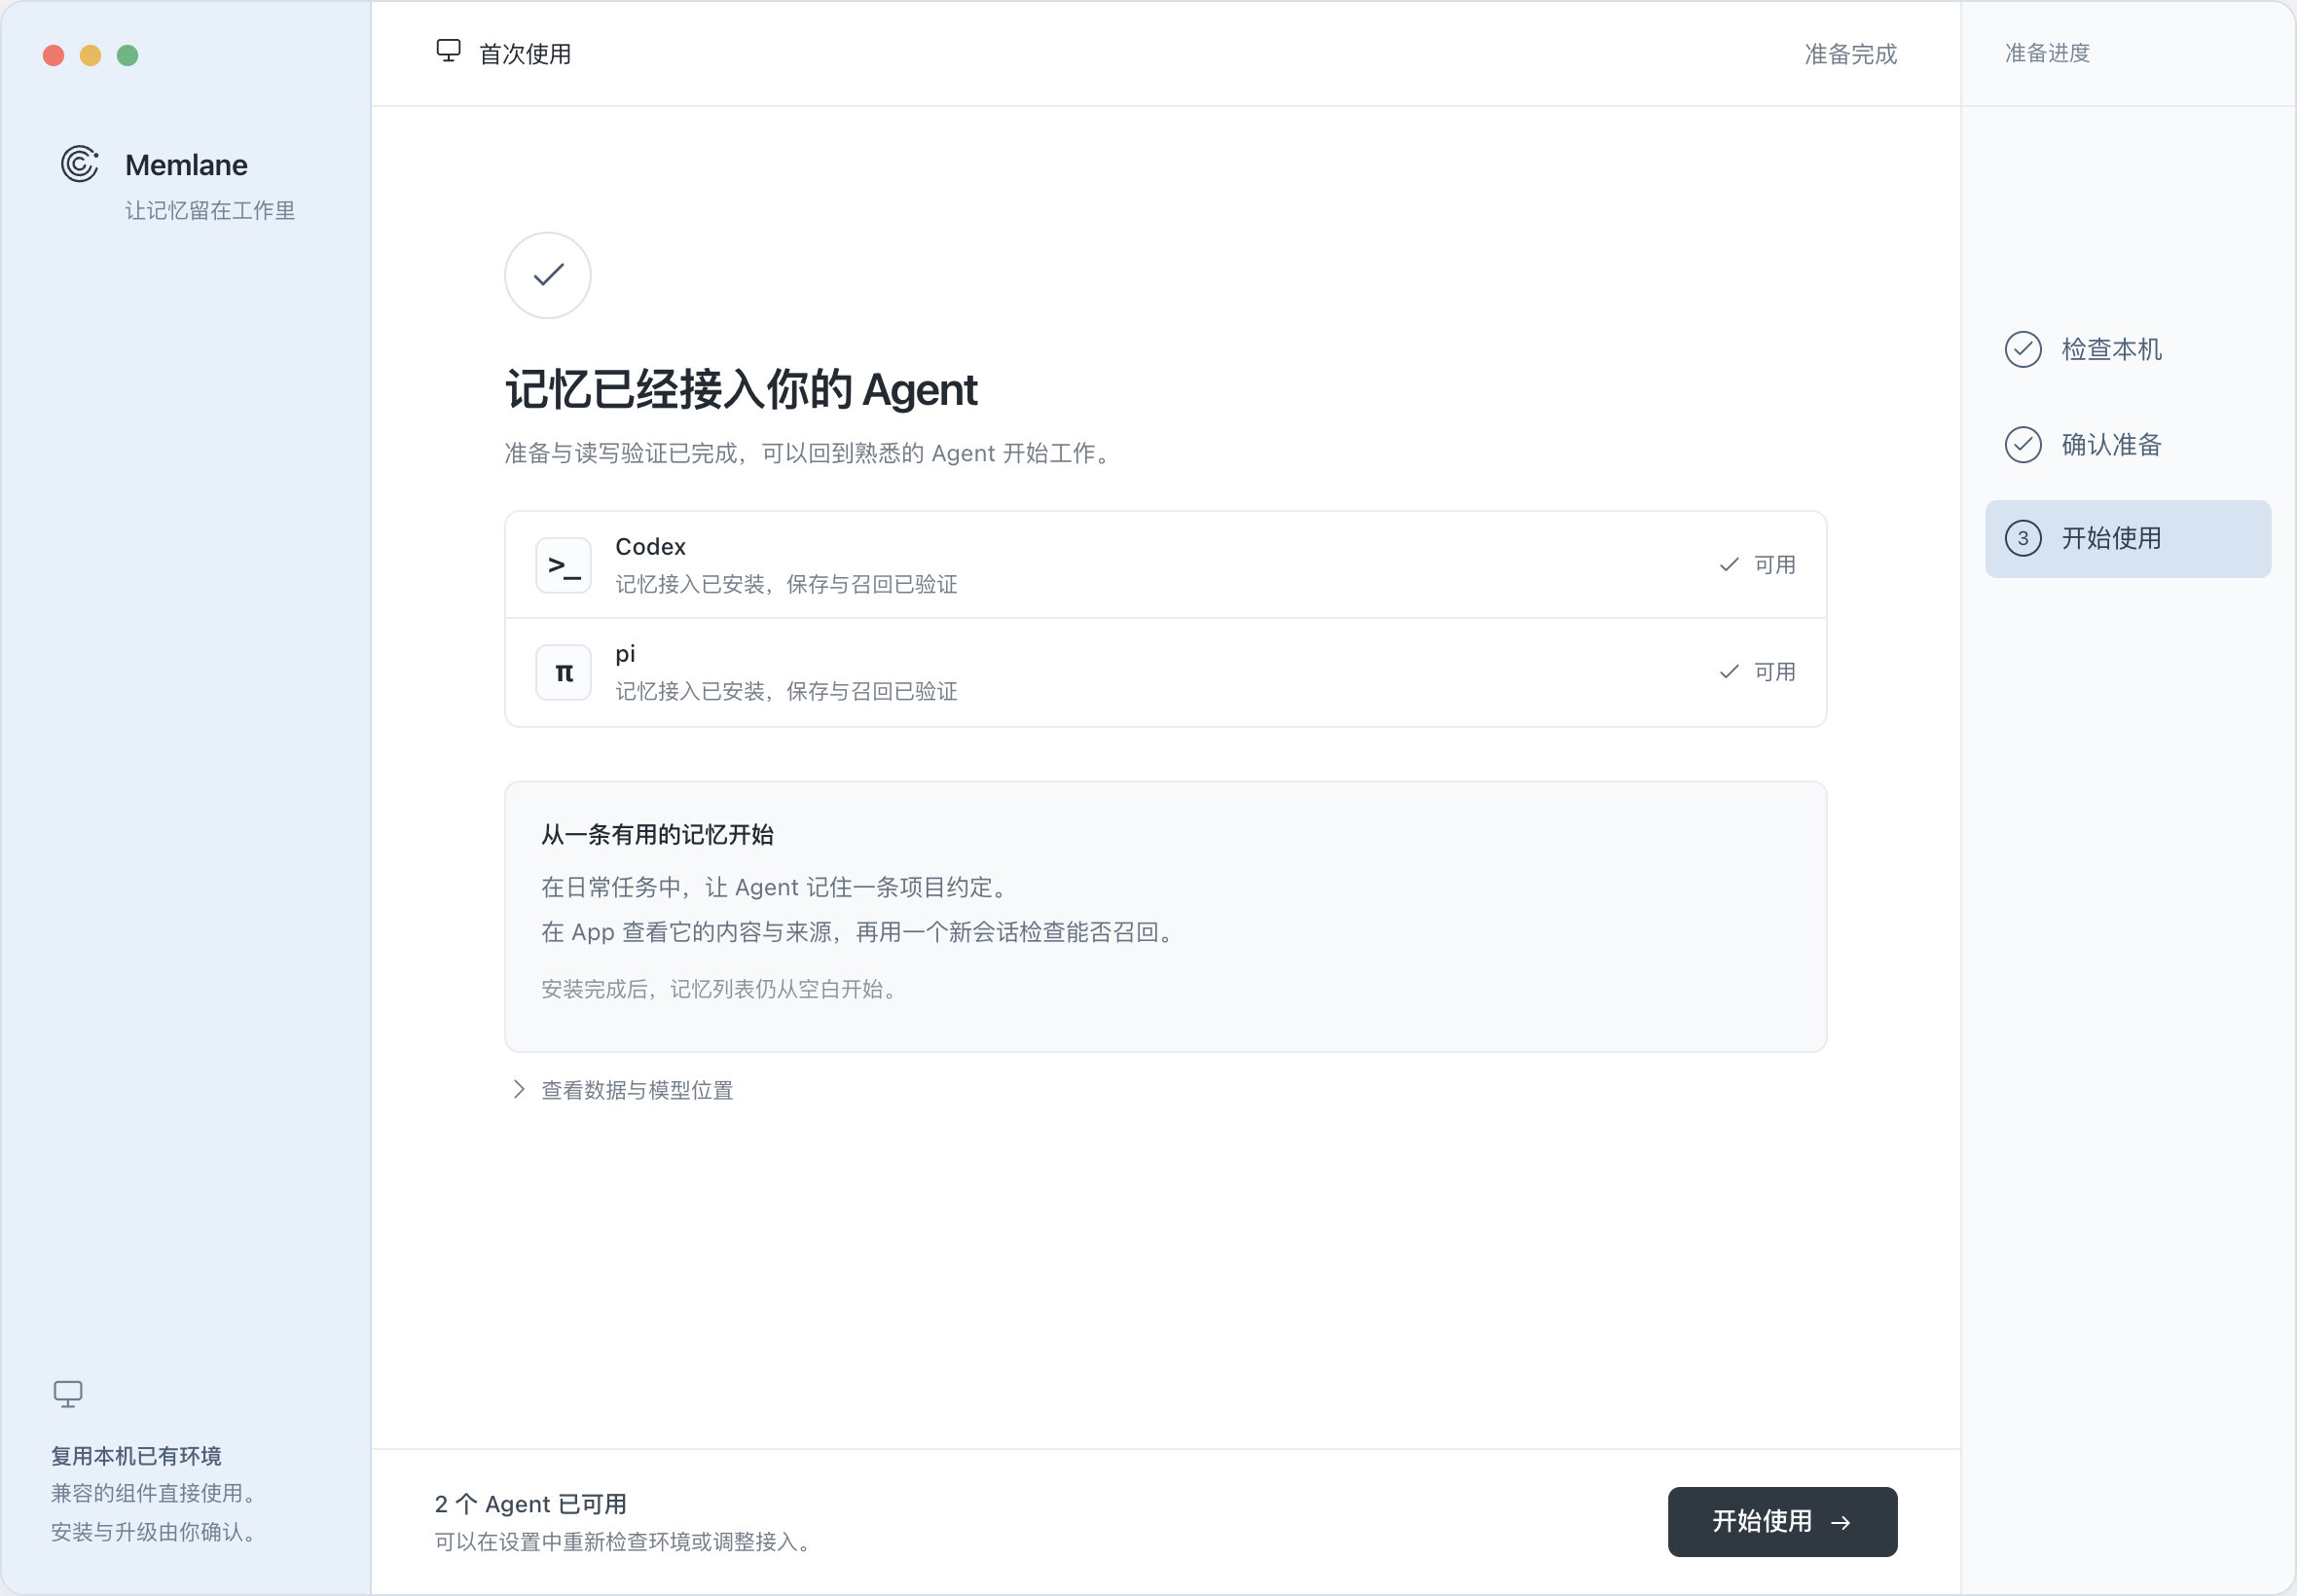 Memlane
让记忆留在工作里
复用本机已有环境
兼容的组件直接使用。
安装与升级由你确认。
首次使用
准备完成
记忆已经接入你的 Agent
准备与读写验证已完成，可以回到熟悉的 Agent 开始工作。
>_
Codex
记忆接入已安装，保存与召回已验证
可用
π
pi
记忆接入已安装，保存与召回已验证
可用
从一条有用的记忆开始
在日常任务中，让 Agent 记住一条项目约定。
在 App 查看它的内容与来源，再用一个新会话检查能否召回。
安装完成后，记忆列表仍从空白开始。
查看数据与模型位置
2 个 Agent 已可用
可以在设置中重新检查环境或调整接入。
开始使用 →
准备进度
检查本机
确认准备
3 开始使用